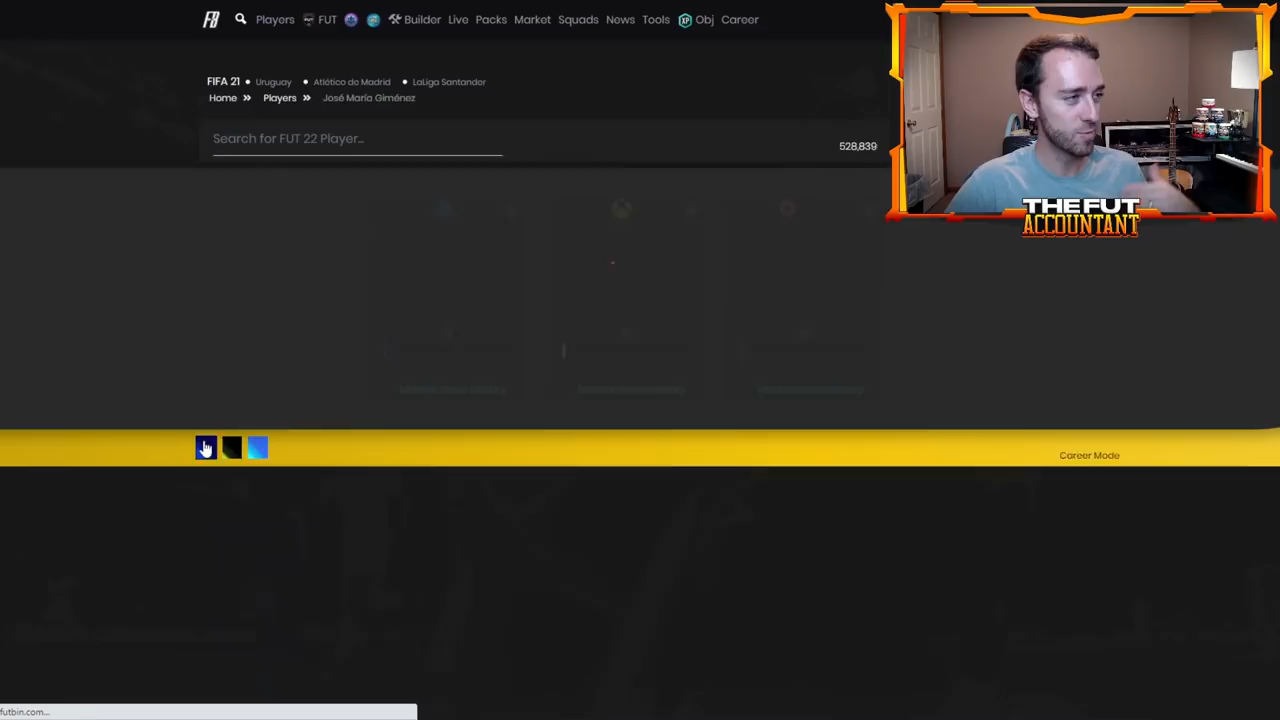 F8 Players FUT Builder Live Packs Market Squads News Tools XP Obj Career
FIFA 21 • Uruguay • Atlético de Madrid • LaLiga Santander
Home » Players » José María Giménez
Search for FUT 22 Player...
528,839
THE FUT
ACCOUNTANT
Career Mode
futbin.com...